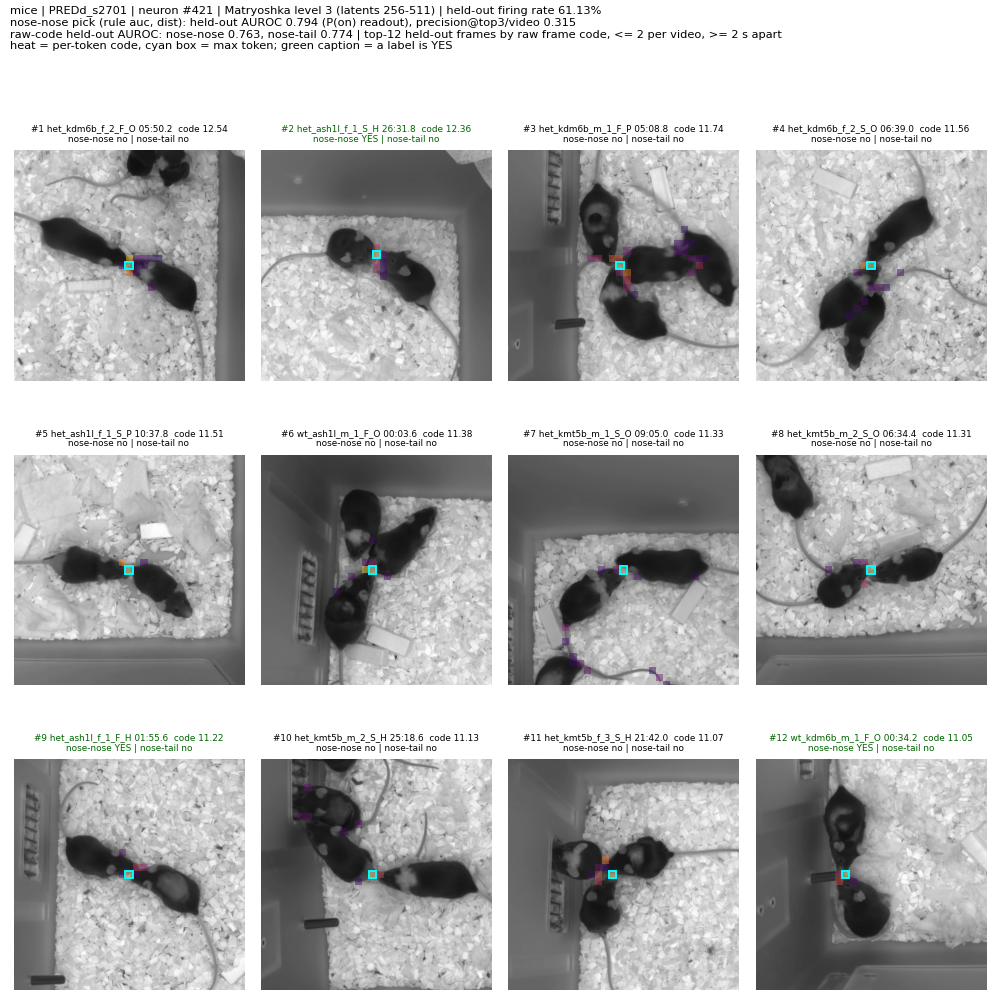 mice | PREDd_s2701 | neuron #421 | Matryoshka level 3 (latents 256-511) | held-out firing rate 61.13%
nose-nose pick (rule auc, dist): held-out AUROC 0.794 (P(on) readout), precision@top3/video 0.315
raw-code held-out AUROC: nose-nose 0.763, nose-tail 0.774 | top-12 held-out frames by raw frame code, <= 2 per video, >= 2 s apart
heat = per-token code, cyan box = max token; green caption = a label is YES
#1 het_kdm6b_f_2_F_O 05:50.2 code 12.54
nose-nose no | nose-tail no
#2 het_ash1l_f_1_S_H 26:31.8 code 12.36
nose-nose YES | nose-tail no
#3 het_kdm6b_m_1_F_P 05:08.8 code 11.74
nose-nose no | nose-tail no
#4 het_kdm6b_f_2_S_O 06:39.0 code 11.56
nose-nose no | nose-tail no
#5 het_ash1l_f_1_S_P 10:37.8 code 11.51
nose-nose no | nose-tail no
#6 wt_ash1l_m_1_F_O 00:03.6 code 11.38
nose-nose no | nose-tail no
#7 het_kmt5b_m_1_S_O 09:05.0 code 11.33
nose-nose no | nose-tail no
#8 het_kmt5b_m_2_S_O 06:34.4 code 11.31
nose-nose no | nose-tail no
#9 het_ash1l_f_1_F_H 01:55.6 code 11.22
nose-nose YES | nose-tail no
#10 het_kmt5b_m_2_S_H 25:18.6 code 11.13
nose-nose no | nose-tail no
#11 het_kmt5b_f_3_S_H 21:42.0 code 11.07
nose-nose no | nose-tail no
#12 wt_kdm6b_m_1_F_O 00:34.2 code 11.05
nose-nose YES | nose-tail no